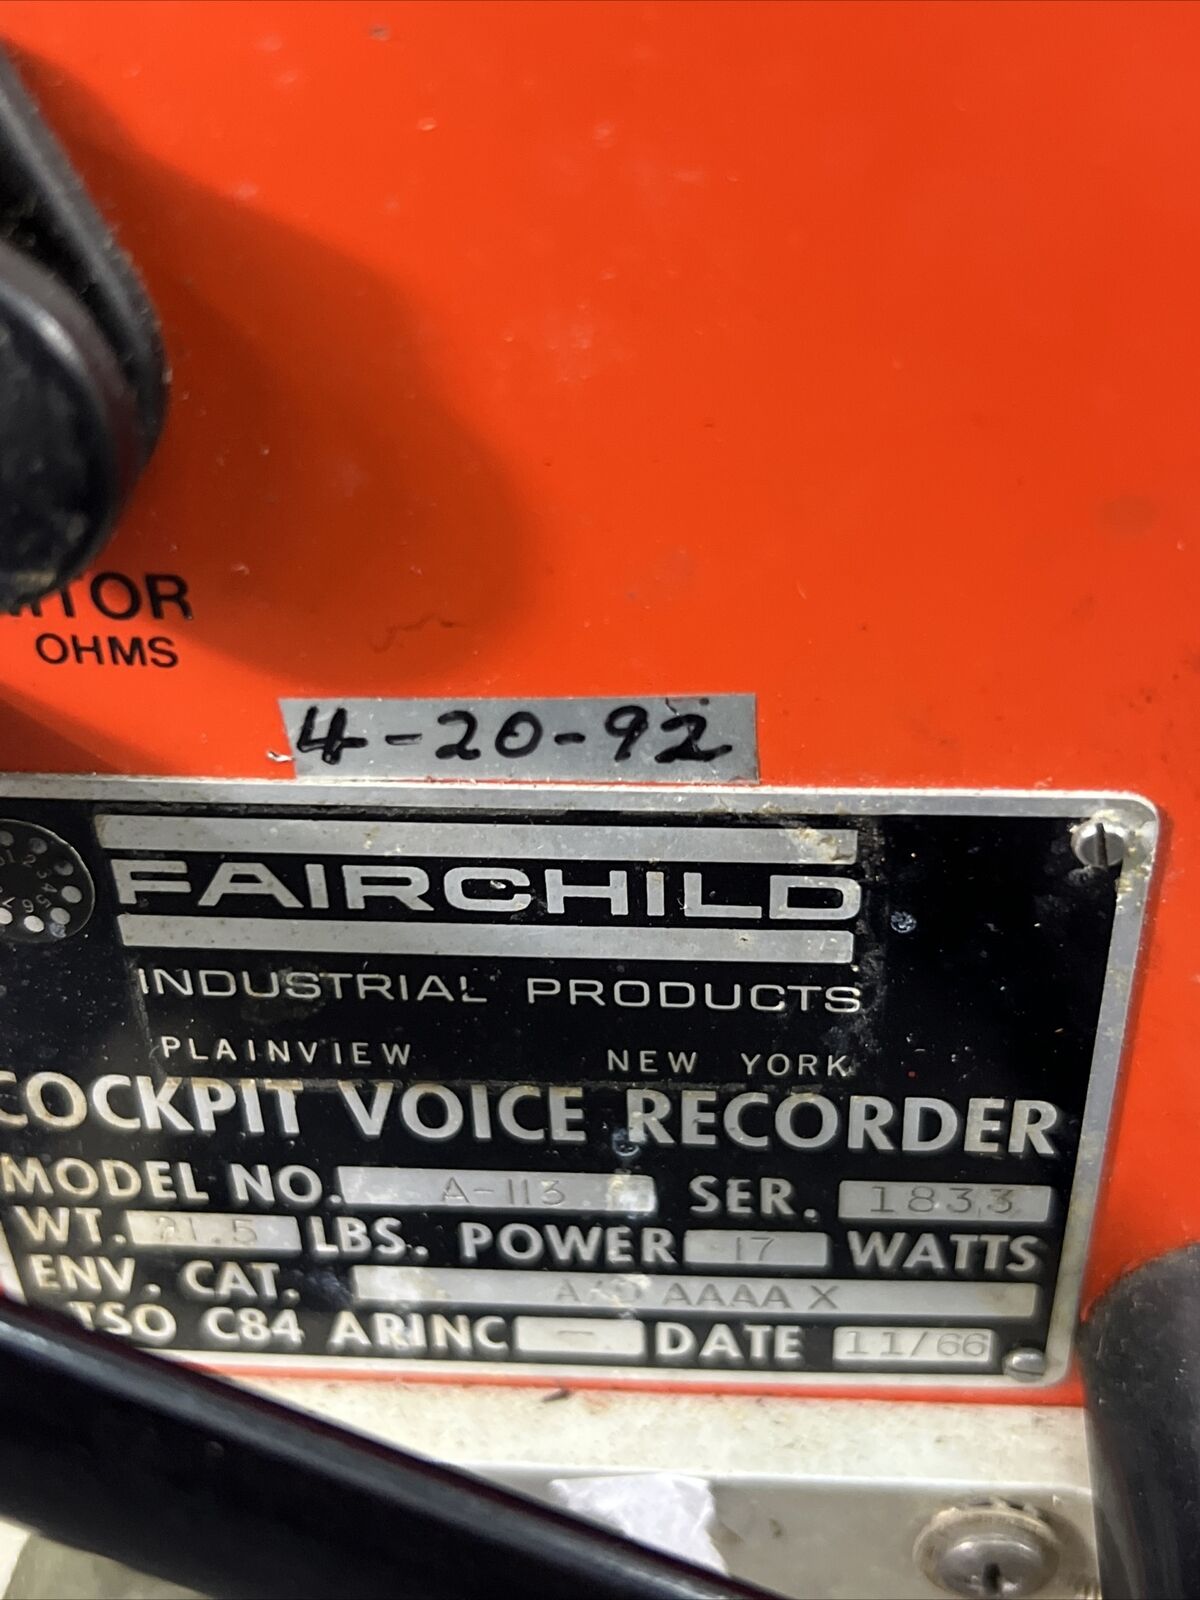 OHMS
4-20-92
FAIRCHILD
INDUSTRIAL PRODUCTS
PLAINVIEW NEW YORK
COCKPIT VOICE RECORDER
MODEL NO. A-113 SER. 1833
WT. 21.5 LBS. POWER 17 WATTS
ENV. CAT. AAAA X
TSO C84 ARINC - DATE 11/66